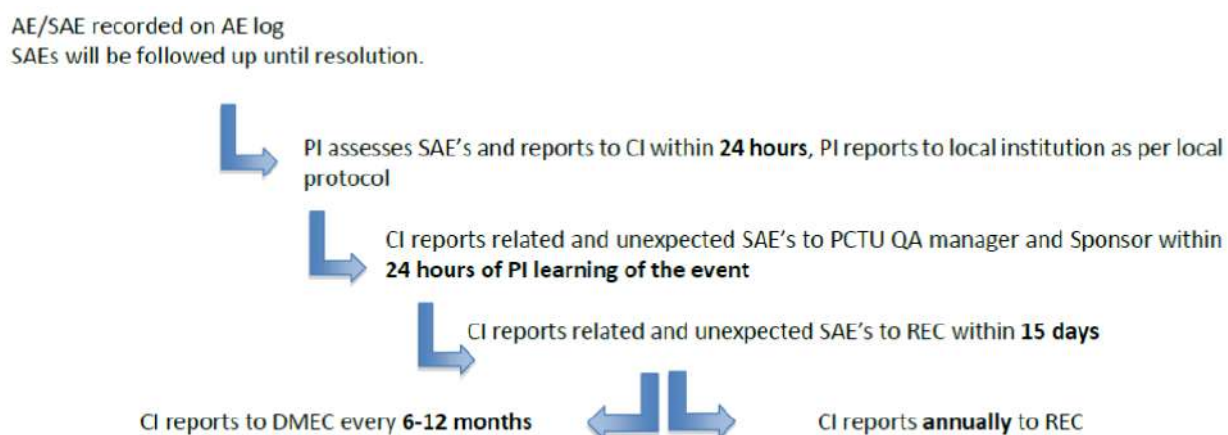 AE/SAE recorded on AE log
SAEs will be followed up until resolution.
PI assesses SAE's and reports to CI within 24 hours, PI reports to local institution as per local
protocol
CI reports related and unexpected SAE's to PCTU QA manager and Sponsor within
24 hours of PI learning of the event
CI reports related and unexpected SAE's to REC within 15 days
CI reports to DMEC every 6-12 months
CI reports annually to REC